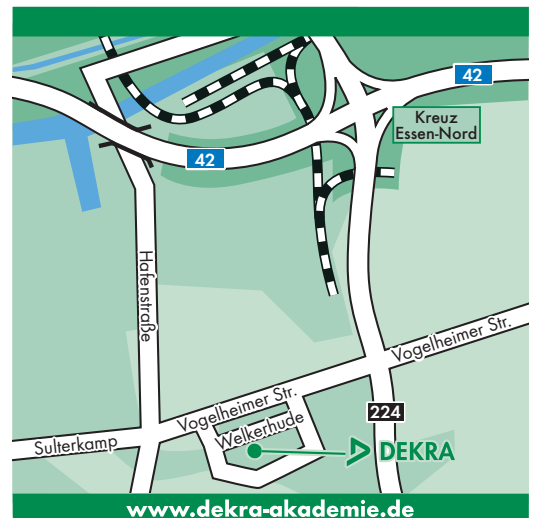 42
Kreuz
Essen-Nord
42
Hafenstraße
Vogelheimer Str.
Vogelheimer Str.
224
Welkerhude
Sulterkamp
DEKRA
www.dekra-akademie.de